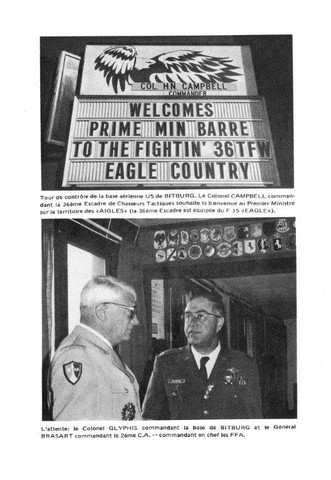 COL H.N. CAMPBELL
COMMANDER
WELCOMES
PRIME MIN BARRE
TO THE FIGHTIN' 36TFW
EAGLE COUNTRY
Tour de contrôle de la base aérienne US de BITBURG. Le Colonel CAMPBELL comman-
dant la 36ème Escadre de Chasseurs Tactiques souhaite la bienvenue au Premier Ministre
sur le territoire des «AIGLES» (la 36ème Escadre est équipée du F 15 «EAGLE»).
L'attente: le Colonel GLYPHIS commandant la base de BITBURG et le Général
BRASART commandant le 2ème C.A. -- commandant en chef les FFA.